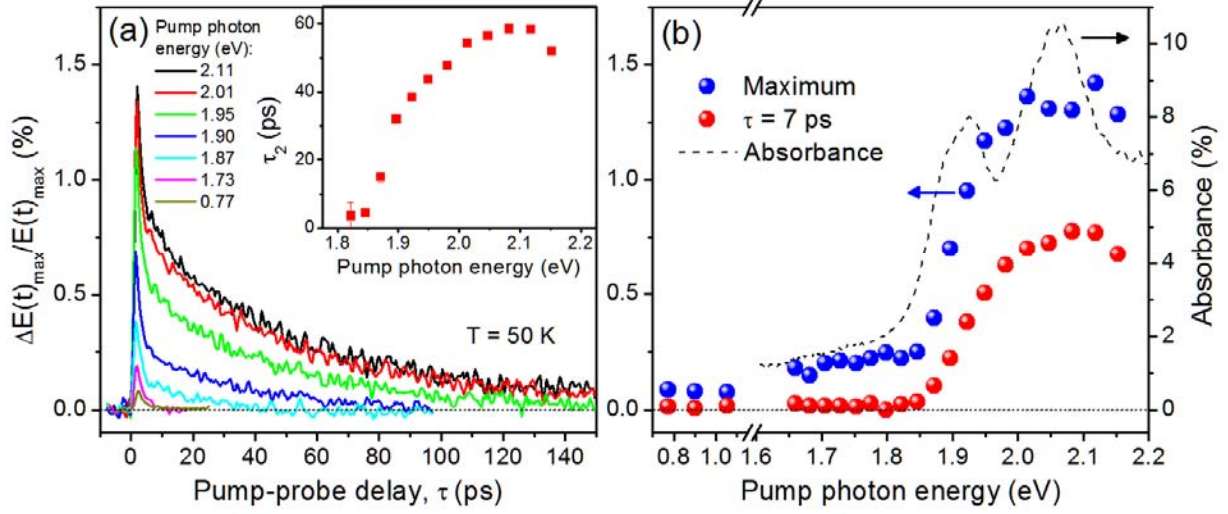 (a)
Pump photon
energy (eV):
2.11
2.01
1.95
1.90
1.87
1.73
0.77
60
40
20
0
τ2 (ps)
1.8 1.9 2.0 2.1 2.2
Pump photon energy (eV)
T = 50 K
1.5
1.0
0.5
0.0
ΔE(t)max/E(t)max (%)
0 20 40 60 80 100 120 140
Pump-probe delay, τ (ps)
(b)
Maximum
τ = 7 ps
Absorbance
1.5
1.0
0.5
0.0
10
8
6
4
2
0
Absorbance (%)
0.8 1.0 1.6 1.7 1.8 1.9 2.0 2.1 2.2
Pump photon energy (eV)